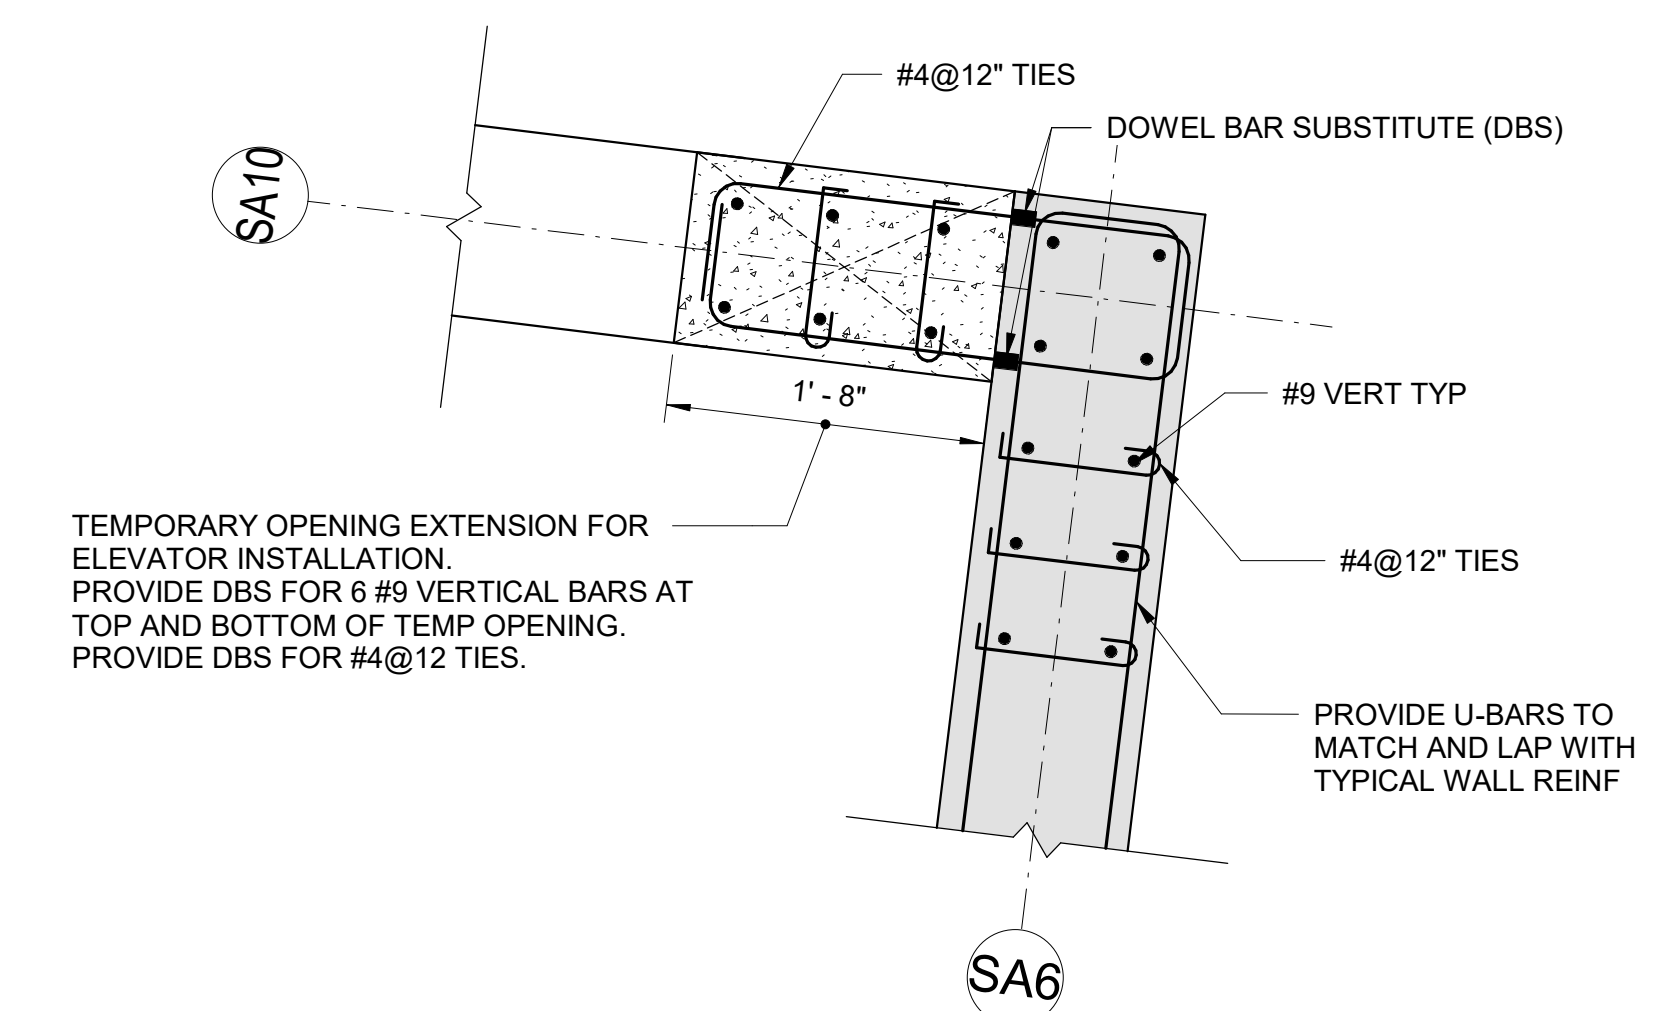 #4@12" TIES
DOWEL BAR SUBSTITUTE (DBS)
SA10
1' - 8"
#9 VERT TYP
TEMPORARY OPENING EXTENSION FOR
ELEVATOR INSTALLATION.
PROVIDE DBS FOR 6 #9 VERTICAL BARS AT
TOP AND BOTTOM OF TEMP OPENING.
PROVIDE DBS FOR #4@12 TIES.
#4@12" TIES
PROVIDE U-BARS TO
MATCH AND LAP WITH
TYPICAL WALL REINF
SA6